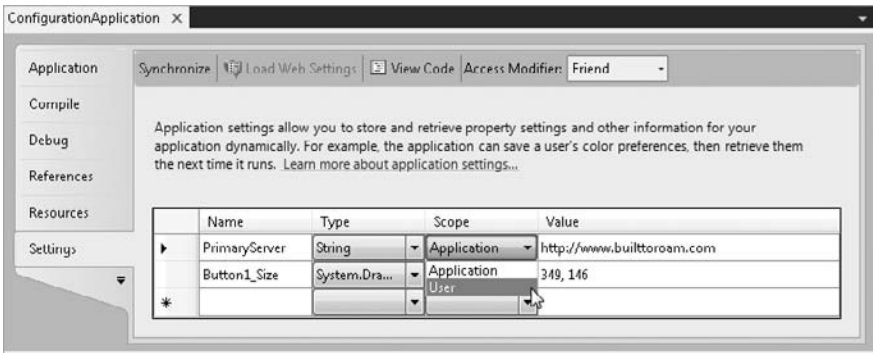 ConfigurationApplication X
Application
Synchronize Load Web Settings View Code Access Modifier: Friend
Compile
Application settings allow you to store and retrieve property settings and other information for your
Debug
application dynamically. For example, the application can save a user's color preferences, then retrieve them
the next time it runs. Learn more about application settings...
References
Resources
Name Type Scope Value
Settings
PrimaryServer String Application http://www.builttoroam.com
Button1_Size System.Dra... Application 349, 146
User